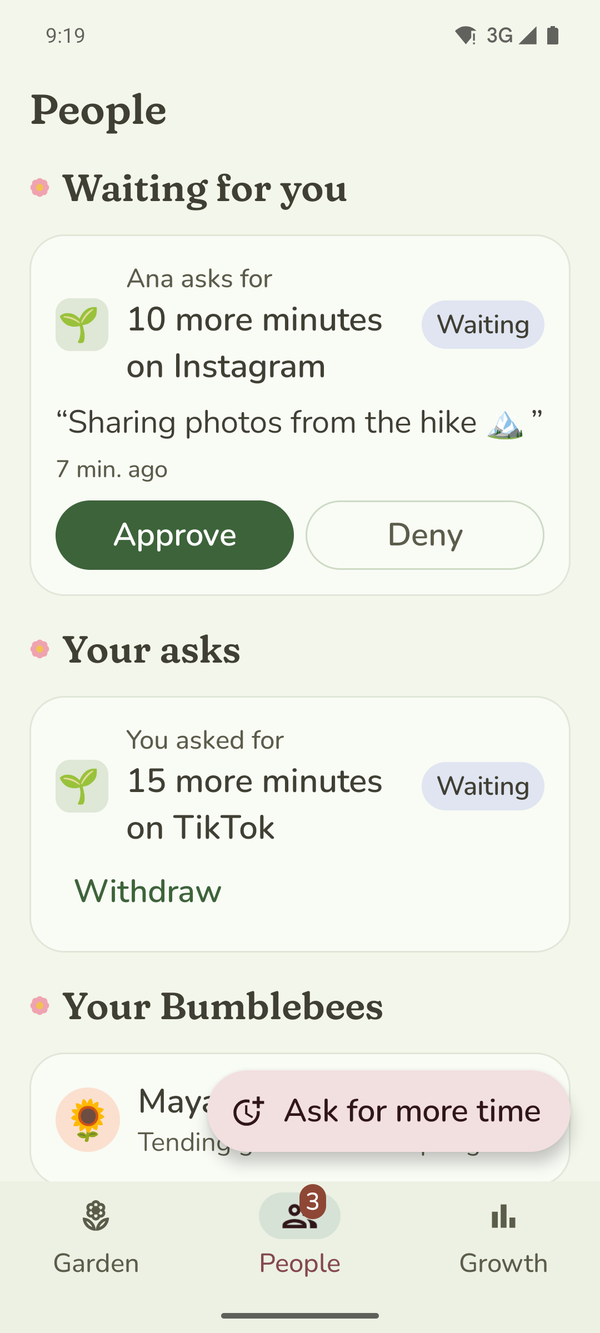 9:19
3G
People
Waiting for you
Ana asks for
10 more minutes
on Instagram
Waiting
“Sharing photos from the hike 🏔️ ”
7 min. ago
Approve
Deny
Your asks
You asked for
15 more minutes
on TikTok
Waiting
Withdraw
Your Bumblebees
Maya
Tending
Ask for more time
3
Garden
People
Growth